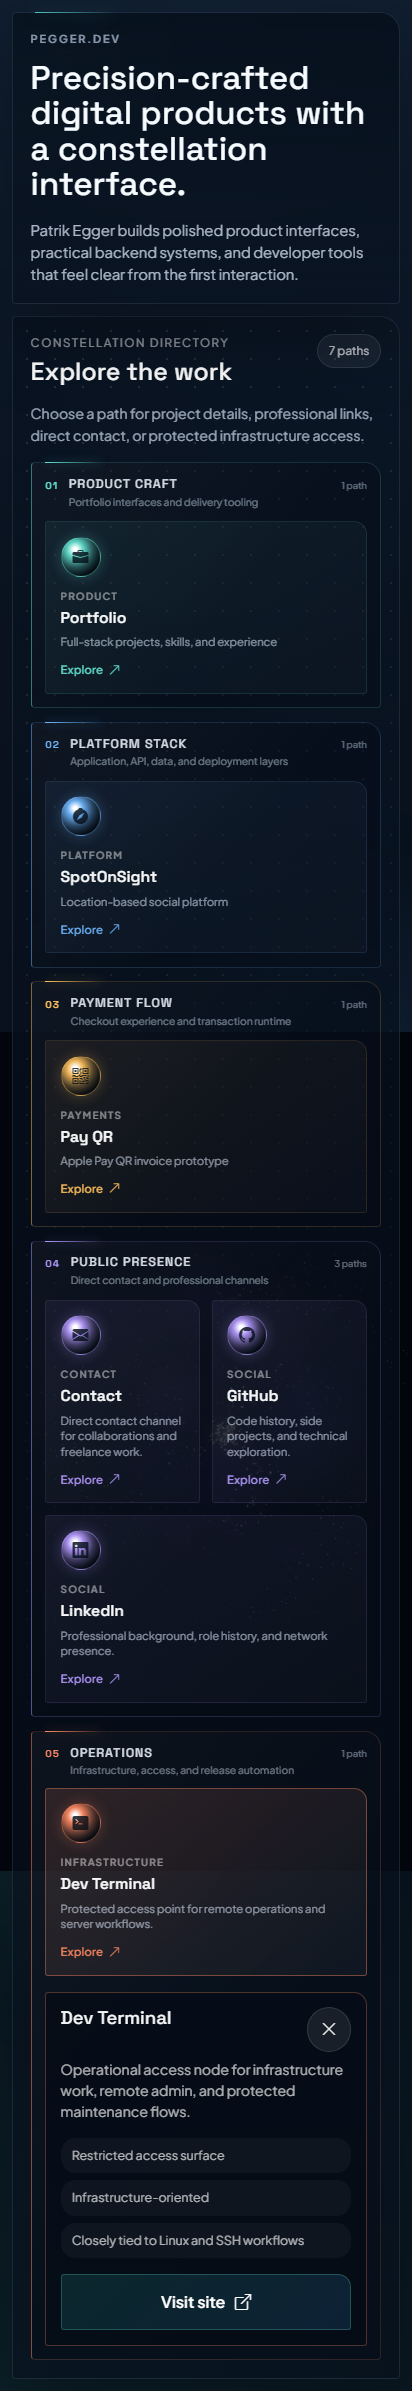 PEGGER.DEV
Precision-crafted
digital products with
a constellation
interface.
Patrik Egger builds polished product interfaces,
practical backend systems, and developer tools
that feel clear from the first interaction.
CONSTELLATION DIRECTORY
Explore the work
7 paths
Choose a path for project details, professional links,
direct contact, or protected infrastructure access.
01 PRODUCT CRAFT
1 path
Portfolio interfaces and delivery tooling
PRODUCT
Portfolio
Full-stack projects, skills, and experience
Explore
02 PLATFORM STACK
1 path
Application, API, data, and deployment layers
PLATFORM
SpotOnSight
Location-based social platform
Explore
03 PAYMENT FLOW
1 path
Checkout experience and transaction runtime
PAYMENTS
Pay QR
Apple Pay QR invoice prototype
Explore
04 PUBLIC PRESENCE
3 paths
Direct contact and professional channels
CONTACT
Contact
Direct contact channel
for collaborations and
freelance work.
Explore
SOCIAL
GitHub
Code history, side
projects, and technical
exploration.
Explore
SOCIAL
LinkedIn
Professional background, role history, and network
presence.
Explore
05 OPERATIONS
1 path
Infrastructure, access, and release automation
INFRASTRUCTURE
Dev Terminal
Protected access point for remote operations and
server workflows.
Explore
Dev Terminal
Operational access node for infrastructure
work, remote admin, and protected
maintenance flows.
Restricted access surface
Infrastructure-oriented
Closely tied to Linux and SSH workflows
Visit site